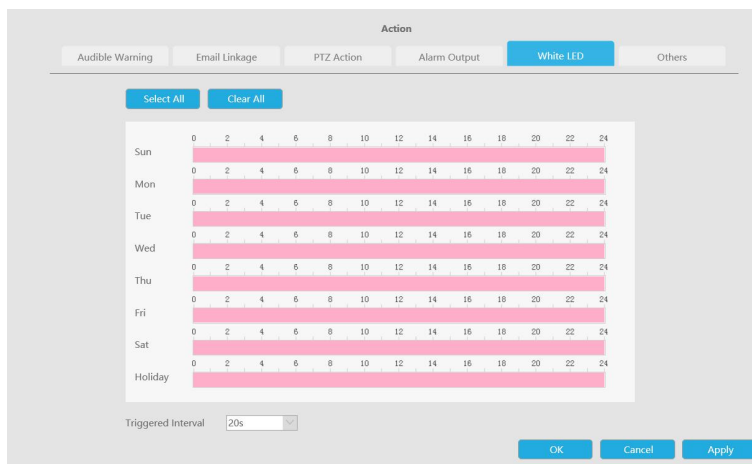 Action
Audible Warning Email Linkage PTZ Action Alarm Output White LED Others
Select All Clear All
0 2 4 6 8 10 12 14 16 18 20 22 24
Sun
0 2 4 6 8 10 12 14 16 18 20 22 24
Mon
0 2 4 6 8 10 12 14 16 18 20 22 24
Tue
0 2 4 6 8 10 12 14 16 18 20 22 24
Wed
0 2 4 6 8 10 12 14 16 18 20 22 24
Thu
0 2 4 6 8 10 12 14 16 18 20 22 24
Fri
0 2 4 6 8 10 12 14 16 18 20 22 24
Sat
0 2 4 6 8 10 12 14 16 18 20 22 24
Holiday
Triggered Interval 20s
OK Cancel Apply